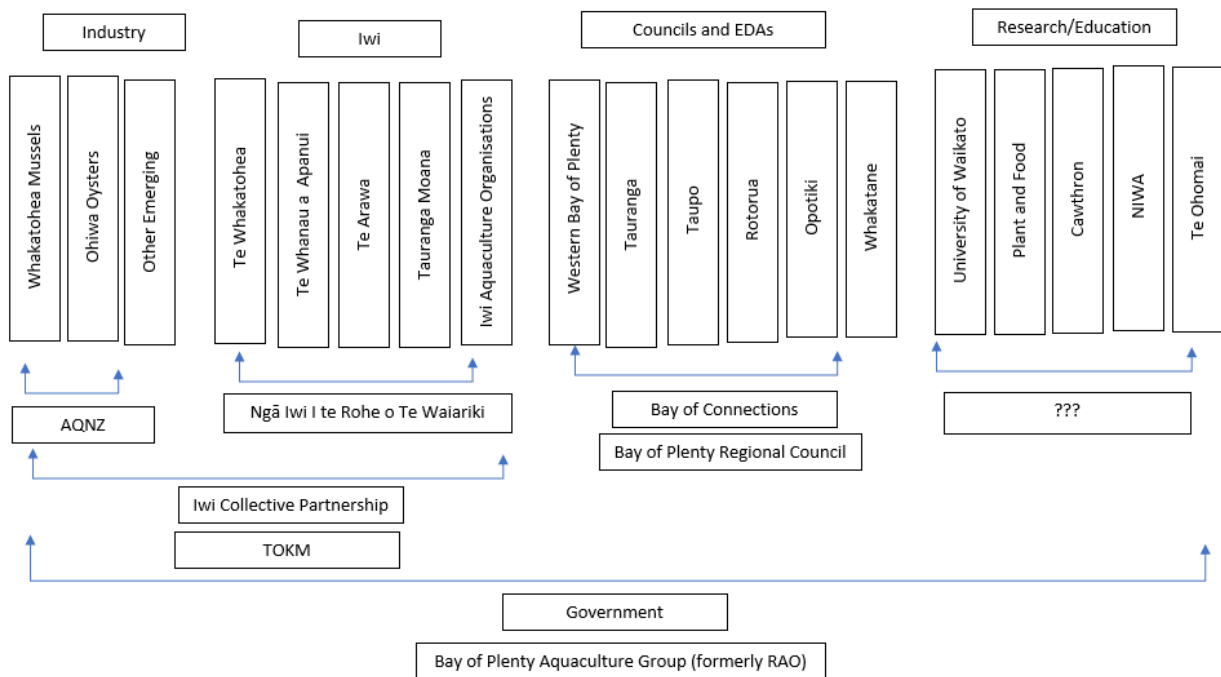 Industry
Iwi
Councils and EDAs
Research/Education
Whakatohea Mussels
Ohiwa Oysters
Other Emerging
Te Whakatohea
Te Whanau a Apanui
Te Arawa
Tauranga Moana
Iwi Aquaculture Organisations
Western Bay of Plenty
Tauranga
Taupo
Rotorua
Opotiki
Whakatane
University of Waikato
Plant and Food
Cawthron
NIWA
Te Ohomai
AQNZ
Ngā Iwi I te Rohe o Te Waiariki
Bay of Connections
???
Bay of Plenty Regional Council
Iwi Collective Partnership
TOKM
Government
Bay of Plenty Aquaculture Group (formerly RAO)